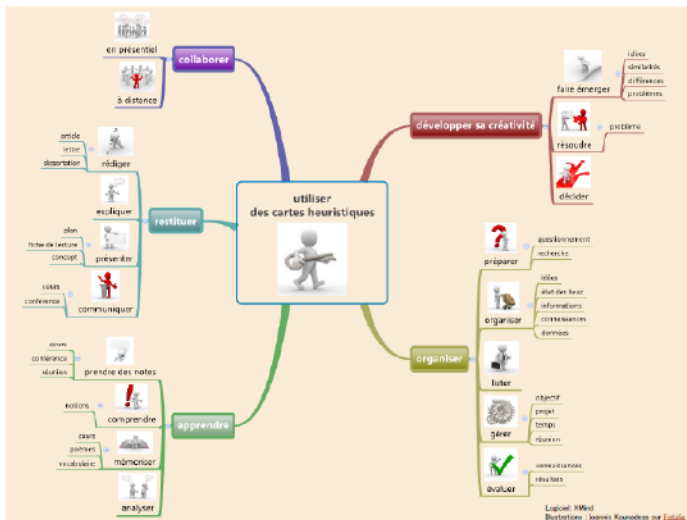 utiliser
des cartes heuristiques
collaborer
en présentiel
à distance
développer sa créativité
faire émerger
idées
similarités
différences
problèmes
résoudre
problème
décider
restituer
rédiger
article
lettre
dissertation
expliquer
présenter
plan
fiche de lecture
concept
communiquer
cours
conférence
organiser
préparer
questionnement
recherche
organiser
idées
état des lieux
informations
connaissances
données
lister
gérer
objectif
projet
temps
réunion
évaluer
connaissances
résultats
apprendre
prendre des notes
cours
conférence
réunion
comprendre
notions
mémoriser
cours
poèmes
vocabulaire
analyser
Logiciel: XMind
Illustrations : Ioannis Kounadeas sur Fotolia